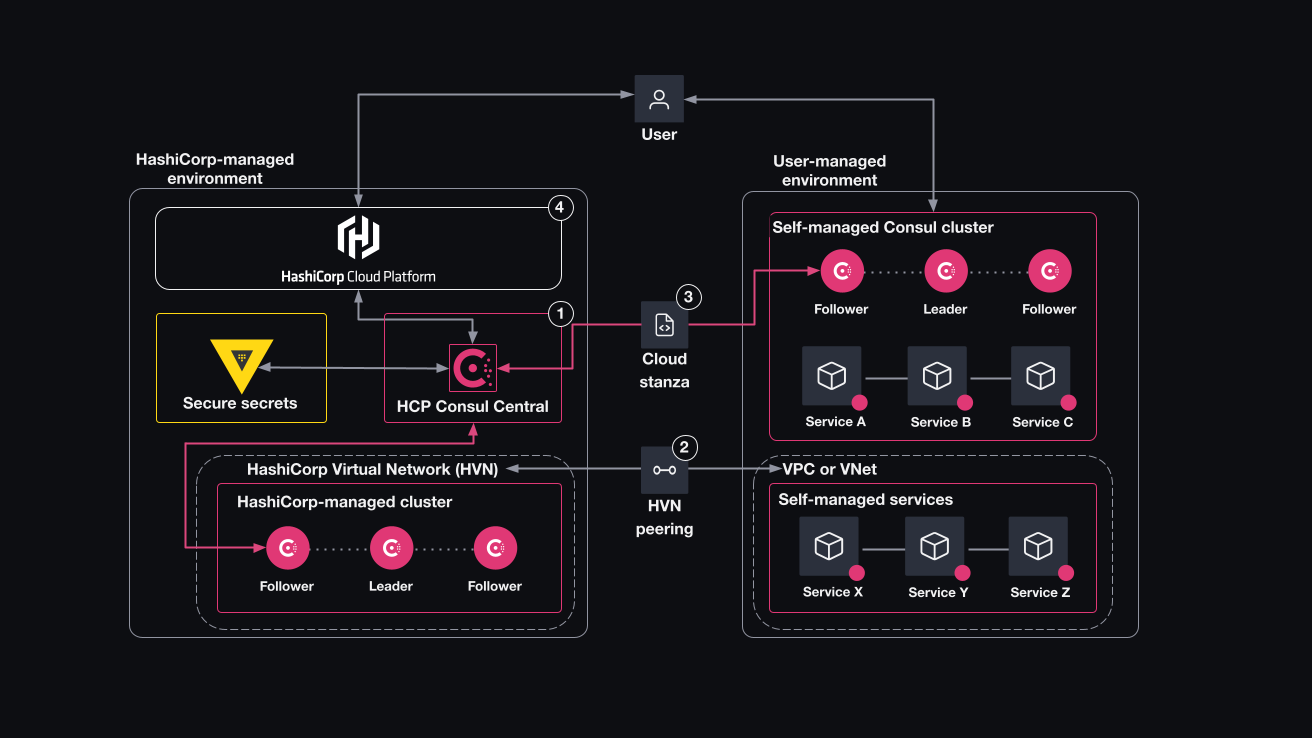 User
HashiCorp-managed
environment
User-managed
environment
4
HashiCorp Cloud Platform
Self-managed Consul cluster
Follower
Leader
Follower
1
3
Cloud
stanza
Secure secrets
HCP Consul Central
Service A
Service B
Service C
HashiCorp Virtual Network (HVN)
2
HVN
peering
VPC or VNet
HashiCorp-managed cluster
Follower
Leader
Follower
Self-managed services
Service X
Service Y
Service Z